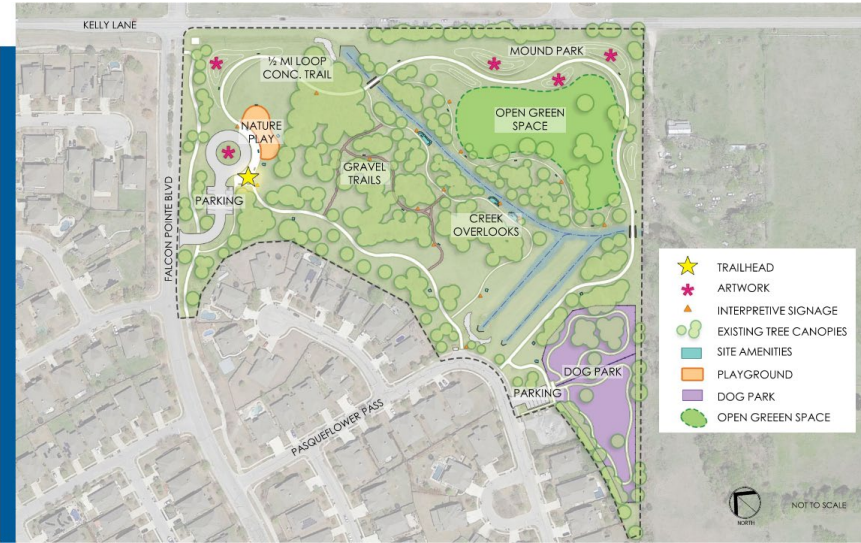 KELLY LANE
MOUND PARK
½ MI LOOP
CONC. TRAIL
OPEN GREEN
SPACE
NATURE
PLAY
GRAVEL
TRAILS
PARKING
CREEK
OVERLOOKS
FALCON POINTE BLVD
TRAILHEAD
ARTWORK
INTERPRETIVE SIGNAGE
EXISTING TREE CANOPIES
SITE AMENITIES
PLAYGROUND
DOG PARK
OPEN GREEEN SPACE
DOG PARK
PARKING
PASQUEFLOWER PASS
NORTH
NOT TO SCALE